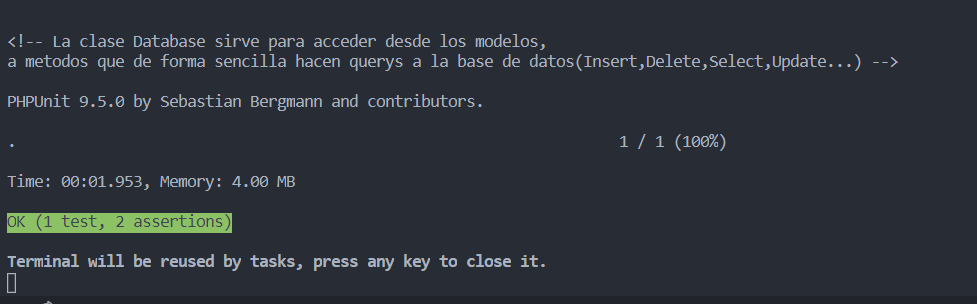 <!-- La clase Database sirve para acceder desde los modelos,
a metodos que de forma sencilla hacen querys a la base de datos(Insert,Delete,Select,Update...) -->
PHPUnit 9.5.0 by Sebastian Bergmann and contributors.
. 1 / 1 (100%)
Time: 00:01.953, Memory: 4.00 MB
OK (1 test, 2 assertions)
Terminal will be reused by tasks, press any key to close it.